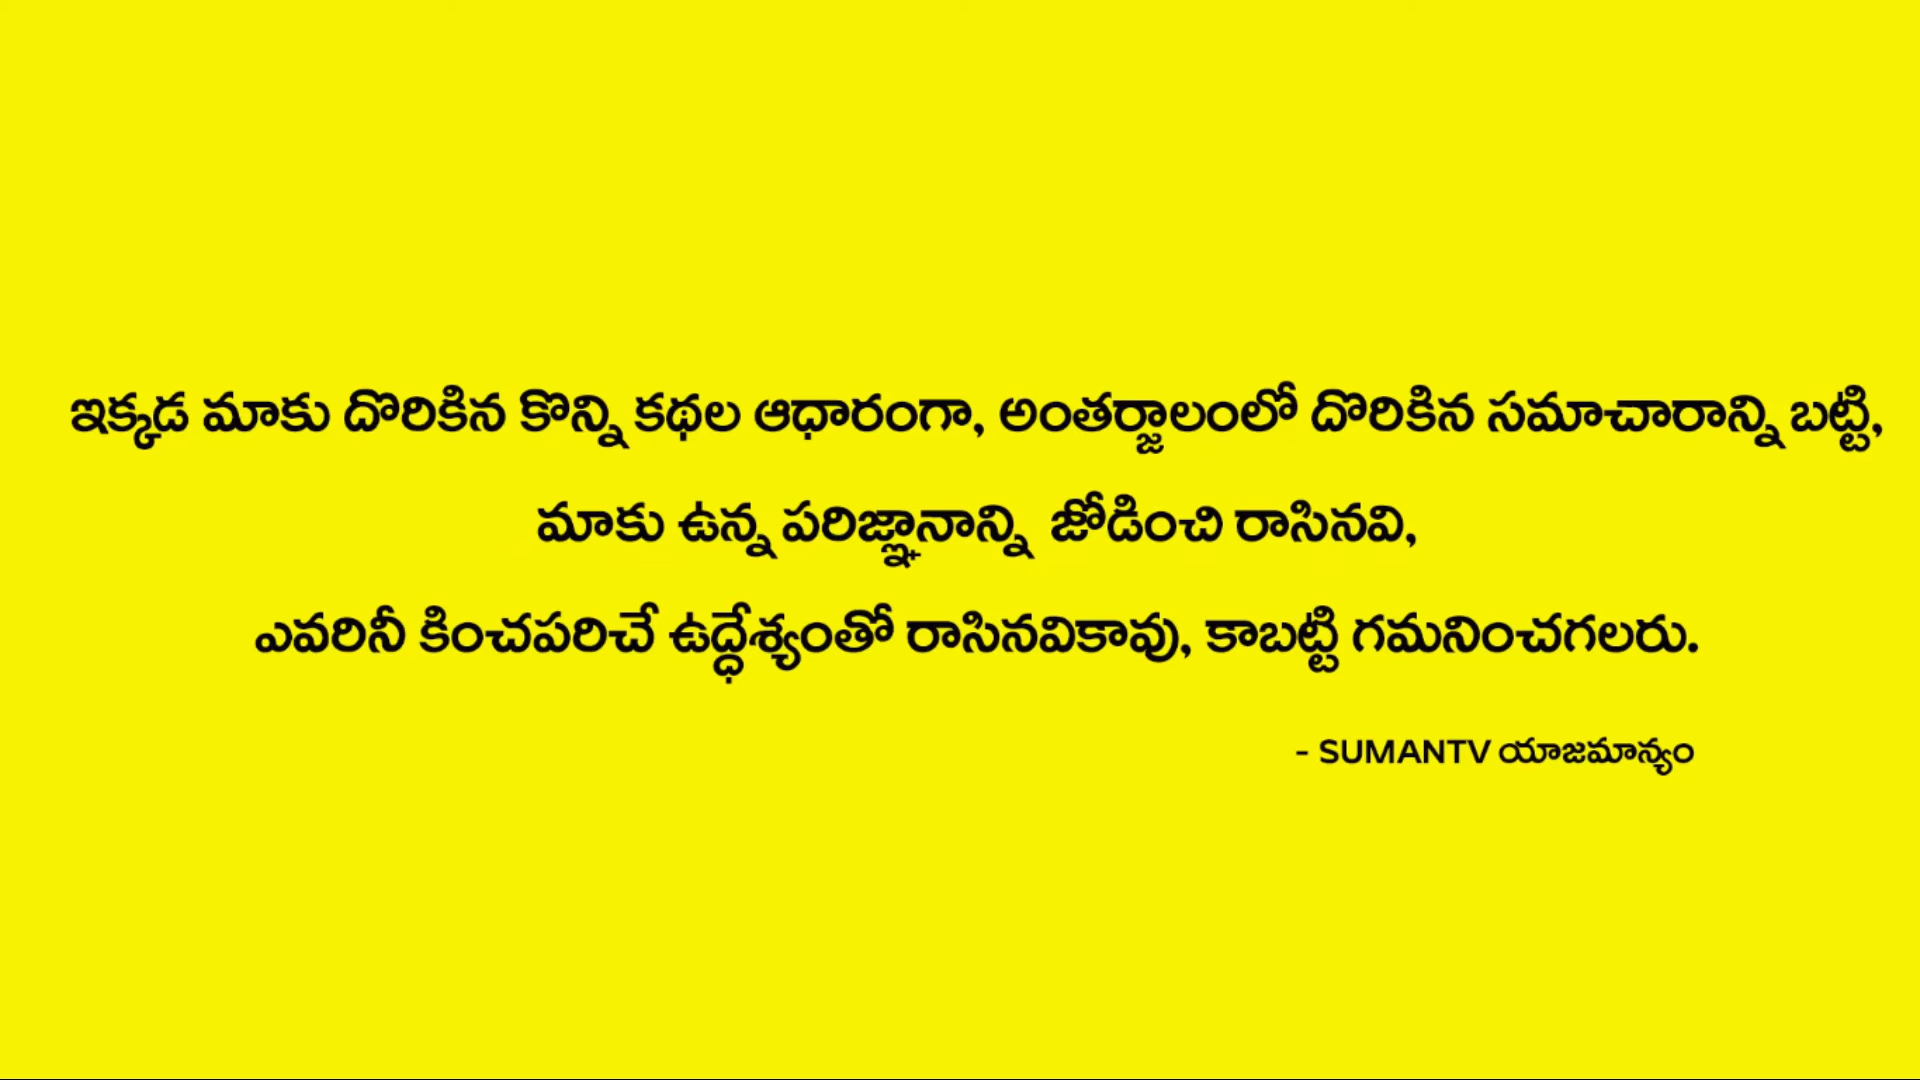 ఇక్కడ మాకు దొరికిన కొన్ని కథల ఆధారంగా, అంతర్జాలంలో దొరికిన సమాచారాన్ని బట్టి,
మాకు ఉన్న పరిజ్ఞానాన్ని జోడించి రాసినవి,
ఎవరినీ కించపరిచే ఉద్ధేశ్యంతో రాసినవికావు, కాబట్టి గమనించగలరు.
- SUMANTV యాజమాన్యం